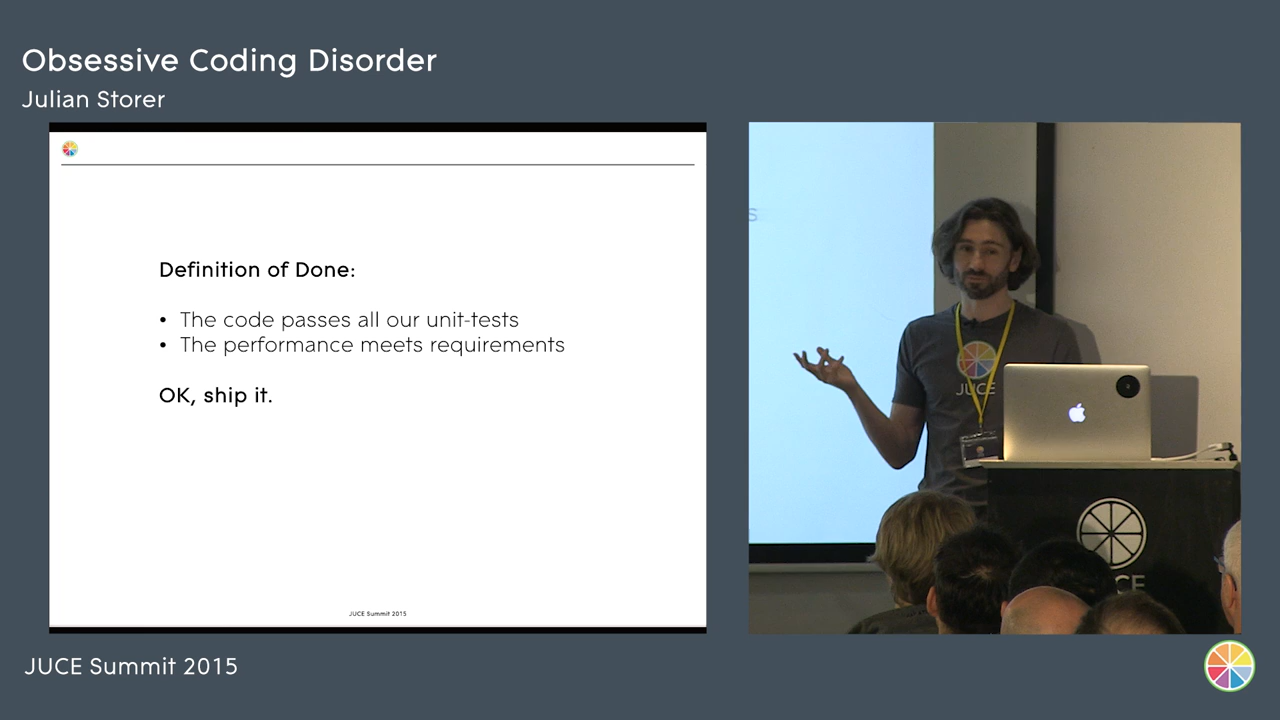 Obsessive Coding Disorder
Julian Storer
Definition of Done:
• The code passes all our unit-tests
• The performance meets requirements
OK, ship it.
JUCE Summit 2015
s
JUCE
JUCE Summit 2015